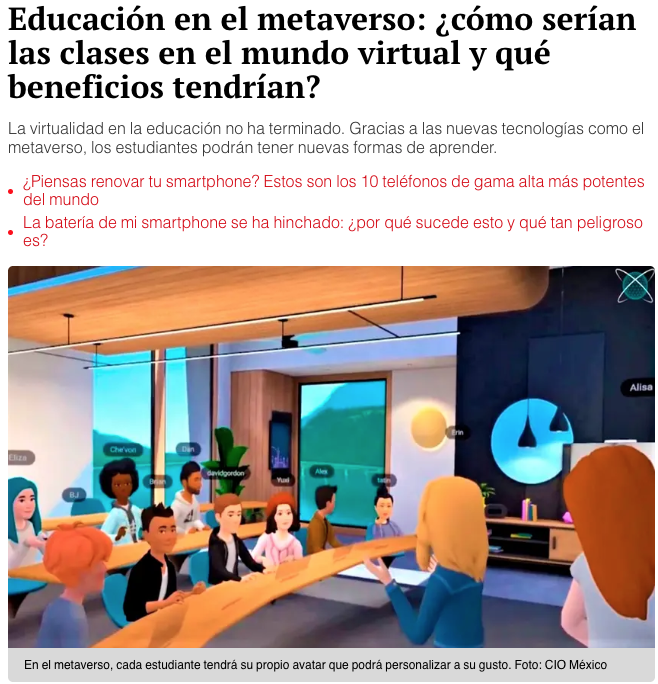 Educación en el metaverso: ¿cómo serían
las clases en el mundo virtual y qué
beneficios tendrían?
La virtualidad en la educación no ha terminado. Gracias a las nuevas tecnologías como el
metaverso, los estudiantes podrán tener nuevas formas de aprender.
¿Piensas renovar tu smartphone? Estos son los 10 teléfonos de gama alta más potentes
del mundo
La batería de mi smartphone se ha hinchado: ¿por qué sucede esto y qué tan peligroso
es?
Alisa
Erin
Eliza
Che'von
Dan
davidgordon
Brian
Yuxi
Alex
BJ
En el metaverso, cada estudiante tendrá su propio avatar que podrá personalizar a su gusto. Foto: CIO México